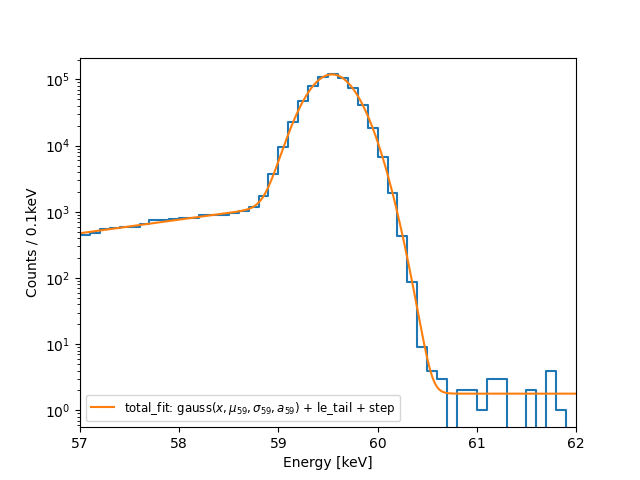 10⁵
10⁴
10³
10²
10¹
10⁰
Counts / 0.1keV
total_fit: gauss(x, μ₅₉, σ₅₉, a₅₉) + le_tail + step
57 58 59 60 61 62
Energy [keV]